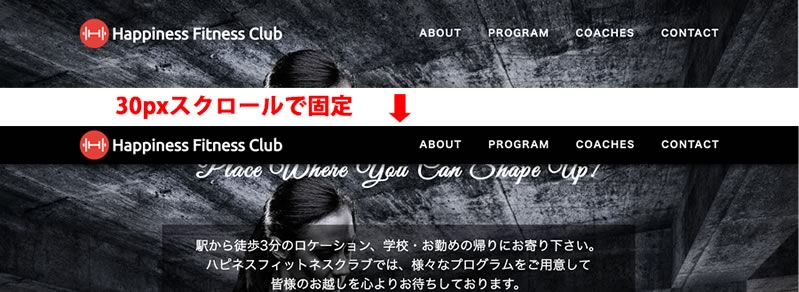 Happiness Fitness Club ABOUT PROGRAM COACHES CONTACT
30pxスクロールで固定
Happiness Fitness Club ABOUT PROGRAM COACHES CONTACT
Place Where You Can Shape Up!
駅から徒歩3分のロケーション、学校・お勤めの帰りにお寄り下さい。
ハピネスフィットネスクラブでは、様々なプログラムをご用意して
皆様のお越しを心よりお待ちしております。